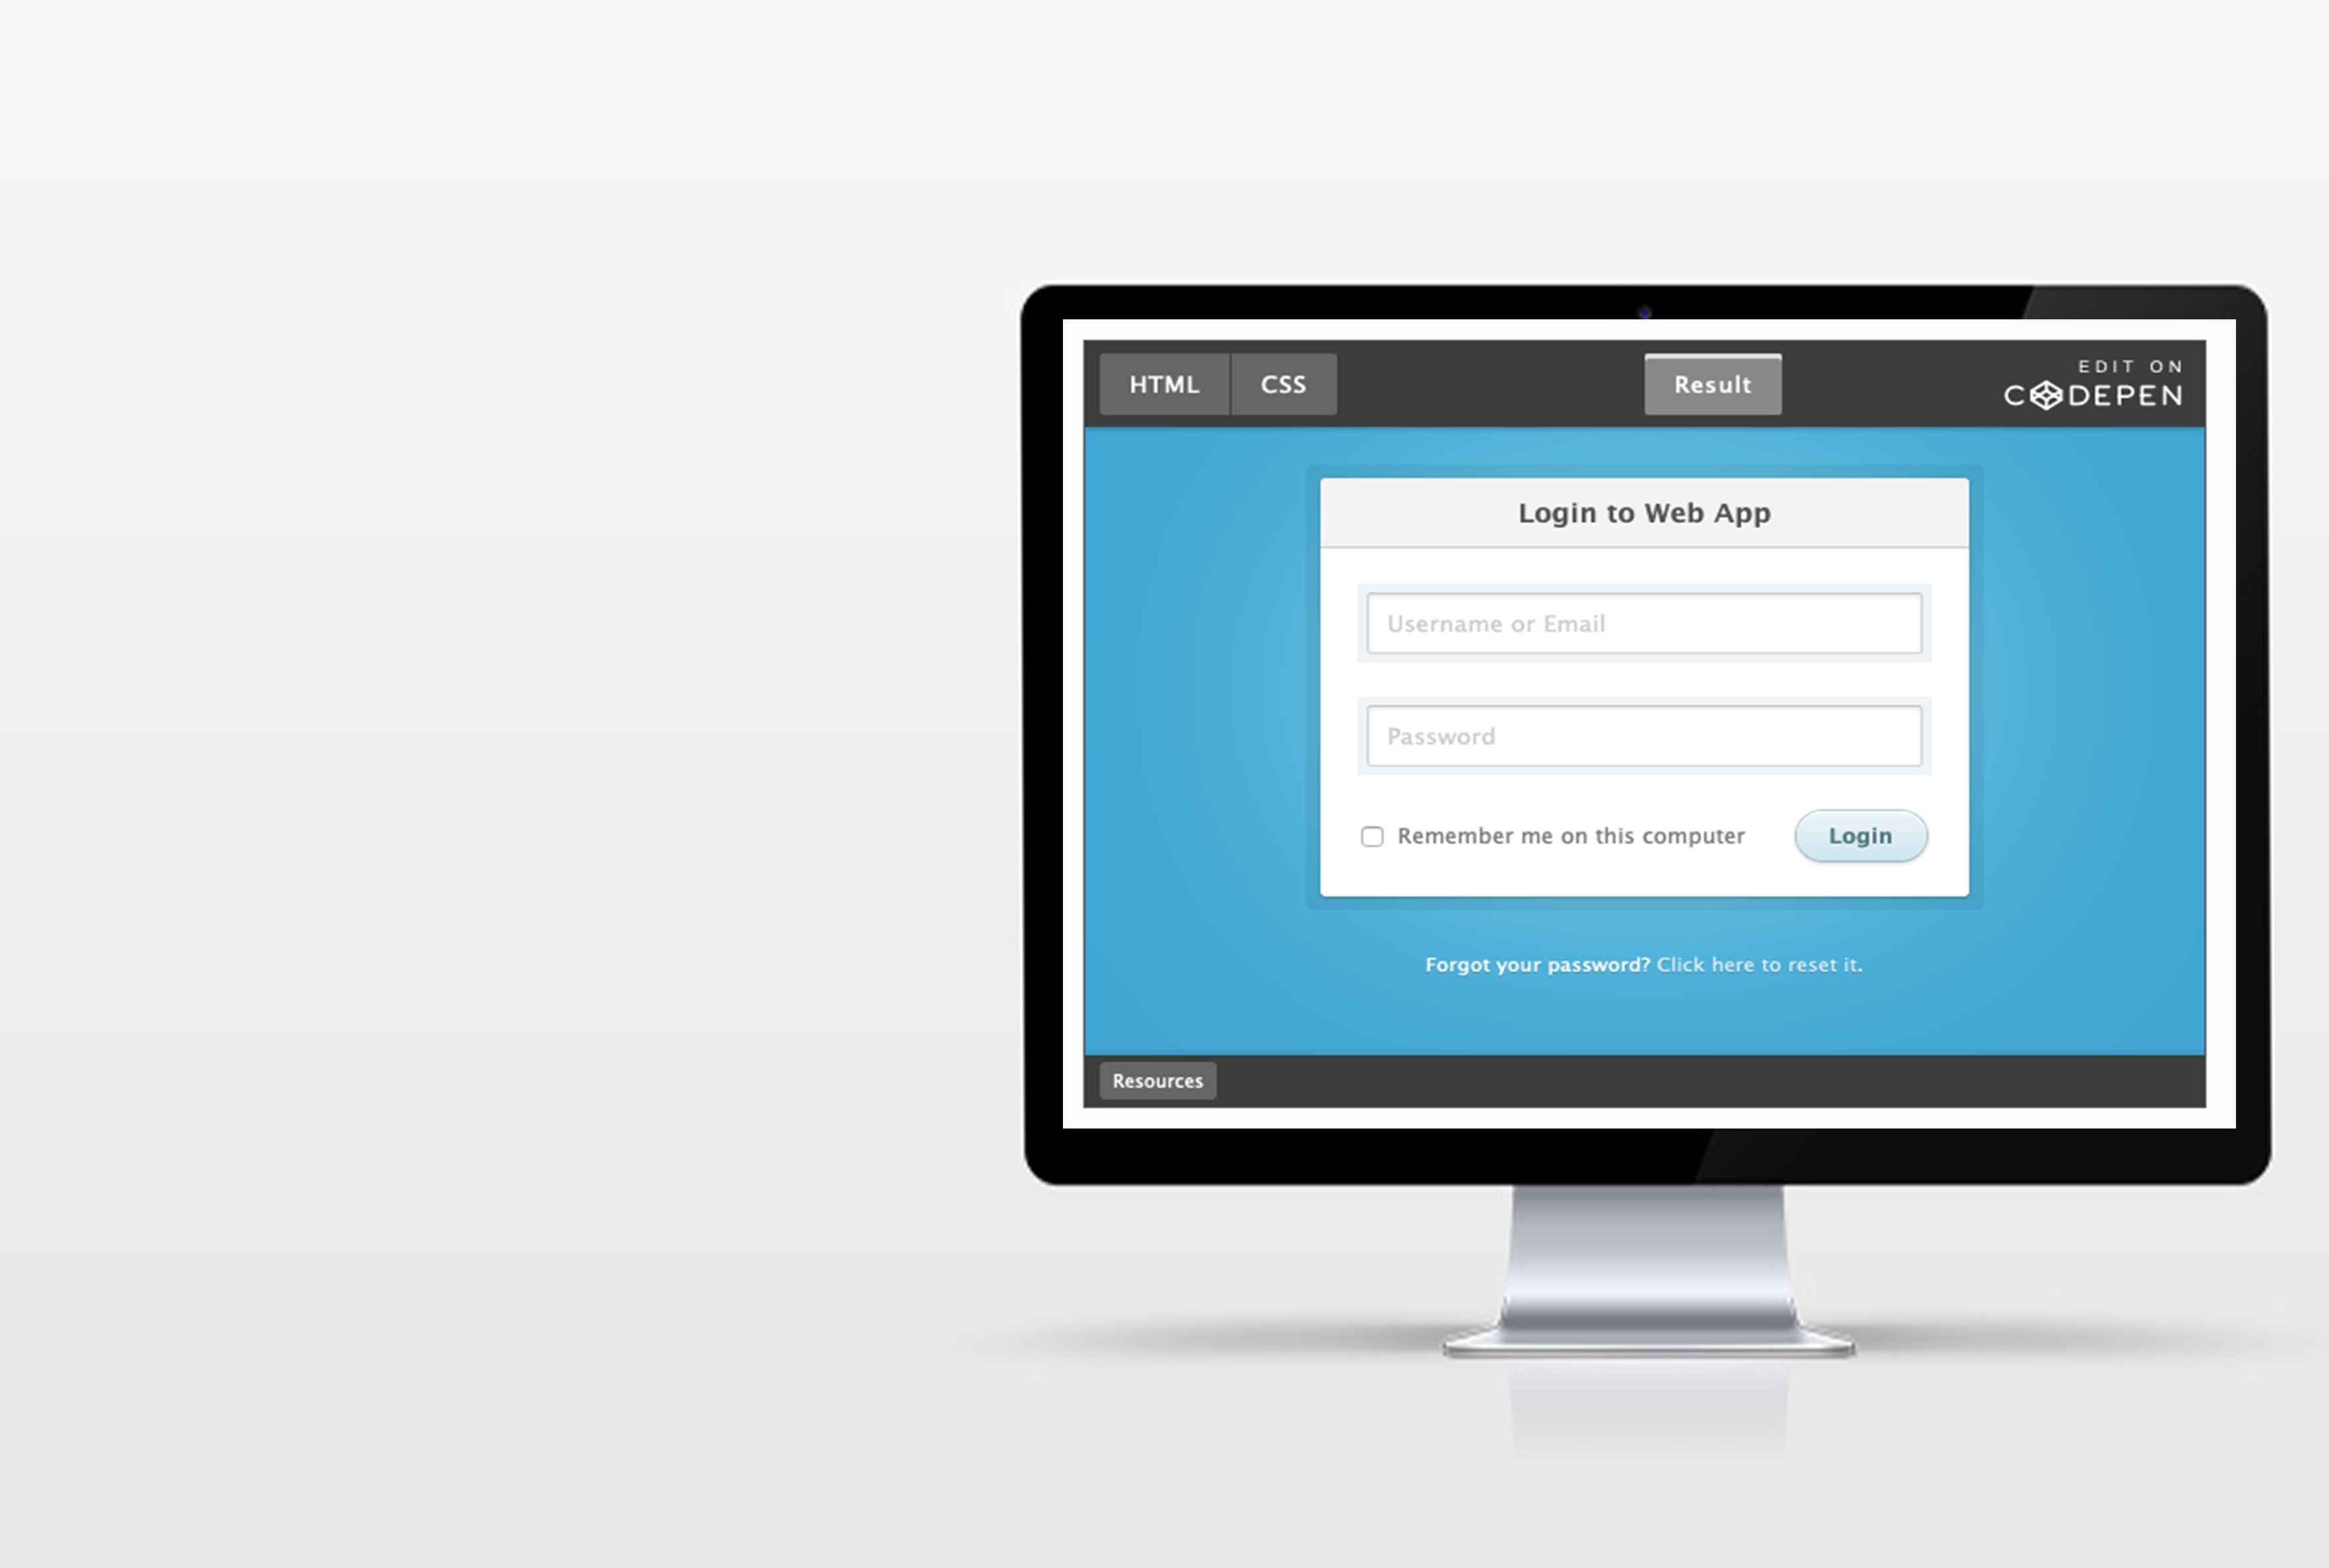 HTML
CSS
Result
EDIT ON
CODEPEN
Login to Web App
Username or Email
Password
Remember me on this computer
Login
Forgot your password? Click here to reset it.
Resources